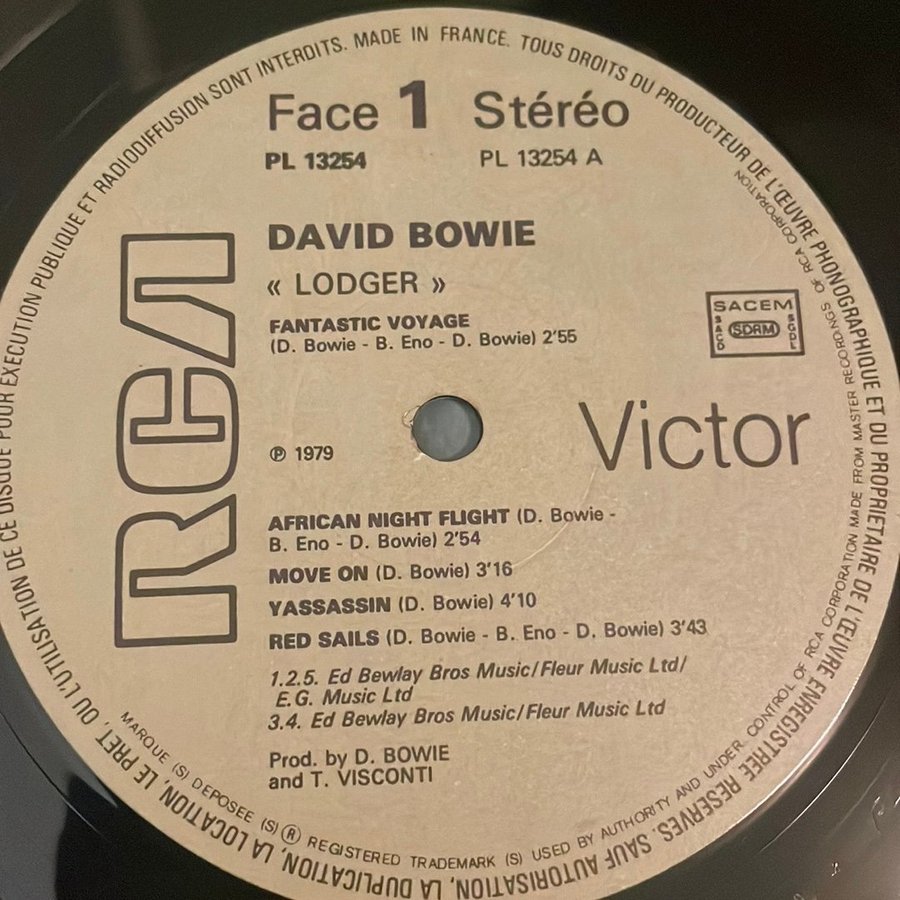 Face 1 Stéréo
PL 13254 PL 13254 A
DAVID BOWIE
« LODGER »
FANTASTIC VOYAGE
(D. Bowie - B. Eno - D. Bowie) 2'55
SACEM
SACD SDRM SGDL
RCA
Victor
℗ 1979
AFRICAN NIGHT FLIGHT (D. Bowie -
B. Eno - D. Bowie) 2'54
MOVE ON (D. Bowie) 3'16
YASSASSIN (D. Bowie) 4'10
RED SAILS (D. Bowie - B. Eno - D. Bowie) 3'43
1.2.5. Ed Bewlay Bros Music/Fleur Music Ltd/
E.G. Music Ltd
3.4. Ed Bewlay Bros Music/Fleur Music Ltd
Prod. by D. BOWIE
and T. VISCONTI
MADE IN FRANCE. TOUS DROITS DU PRODUCTEUR DE L'ŒUVRE PHONOGRAPHIQUE ET DU PROPRIETAIRE DE L'ŒUVRE ENREGISTREE RESERVES. SAUF AUTORISATION, LA DUPLICATION, LA LOCATION, LE PRET, OU L'UTILISATION DE CE DISQUE POUR EXECUTION PUBLIQUE ET RADIODIFFUSION SONT INTERDITS.
MARQUE (S) DEPOSEE (S) ® REGISTERED TRADEMARK (S) USED BY AUTHORITY AND UNDER CONTROL OF RCA CORPORATION MADE FROM MASTER RECORDINGS OF RCA CORPORATION